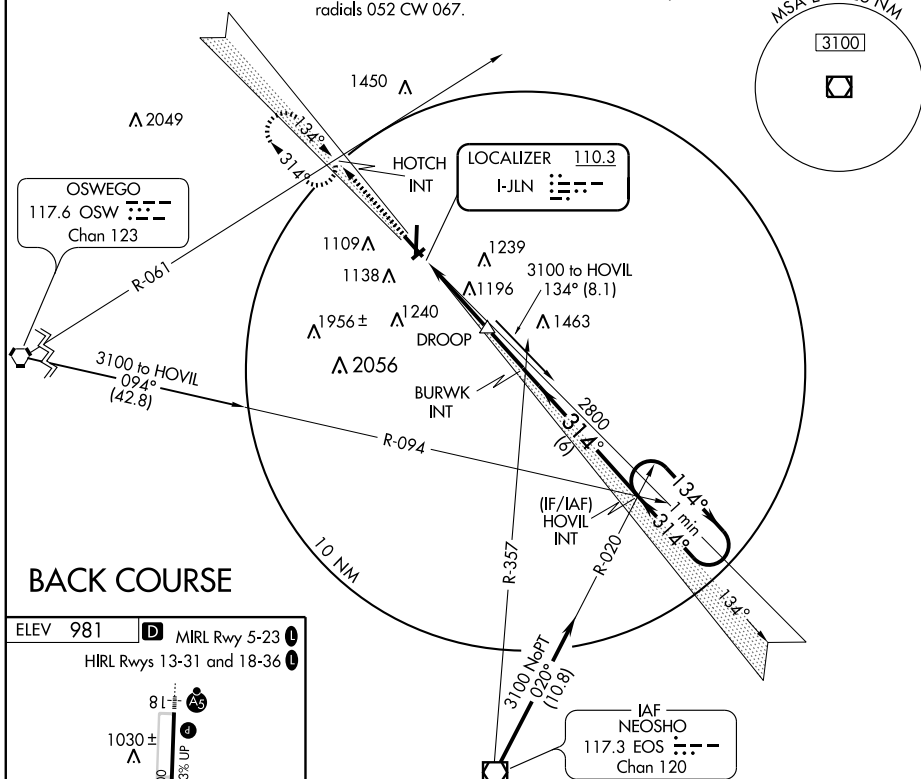 radials 052 CW 067.
3100
1450
2049
134°
314°
HOTCH
INT
LOCALIZER 110.3
I-JLN
OSWEGO
117.6 OSW
Chan 123
R-061
1109
1138
1239
1196
3100 to HOVIL
134° (8.1)
1956 ±
1240
DROOP
1463
2056
3100 to HOVIL
094°
(42.8)
BURWK
INT
R-094
2800
314°
(6)
(IF/IAF)
HOVIL
INT
134°
1 min
314°
R-357
R-020
10 NM
134°
BACK COURSE
3100 NoPT
020°
(10.8)
IAF
NEOSHO
117.3 EOS
Chan 120
ELEV 981 D MIRL Rwy 5-23 L
HIRL Rwys 13-31 and 18-36 L
18
A5
1030 ±
P
3% UP